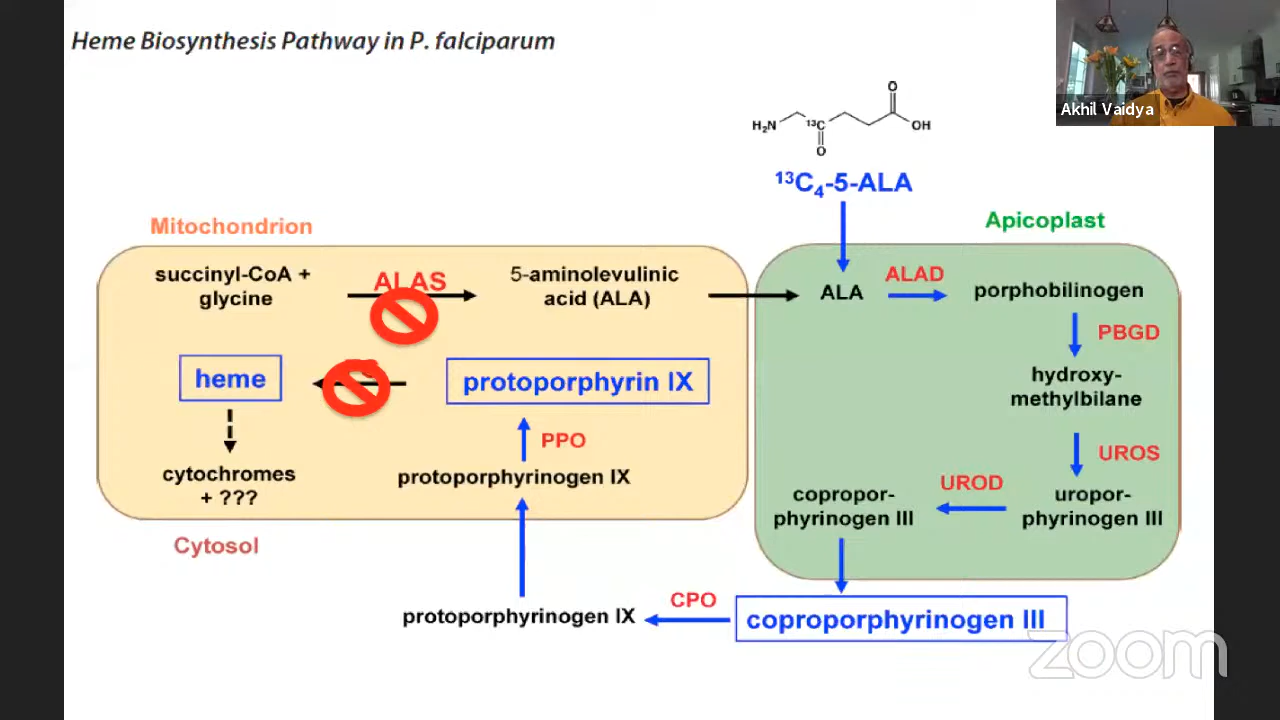 Heme Biosynthesis Pathway in P. falciparum
Akhil Vaidya
O
H₂N
¹³C
OH
O
¹³C₄-5-ALA
Mitochondrion
Apicoplast
succinyl-CoA +
glycine
ALAS
5-aminolevulinic
acid (ALA)
ALA
ALAD
porphobilinogen
PBGD
hydroxy-
methylbilane
heme
protoporphyrin IX
PPO
UROS
cytochromes
+ ???
protoporphyrinogen IX
copropor-
phyrinogen III
UROD
uropor-
phyrinogen III
Cytosol
protoporphyrinogen IX
CPO
coproporphyrinogen III
zoom